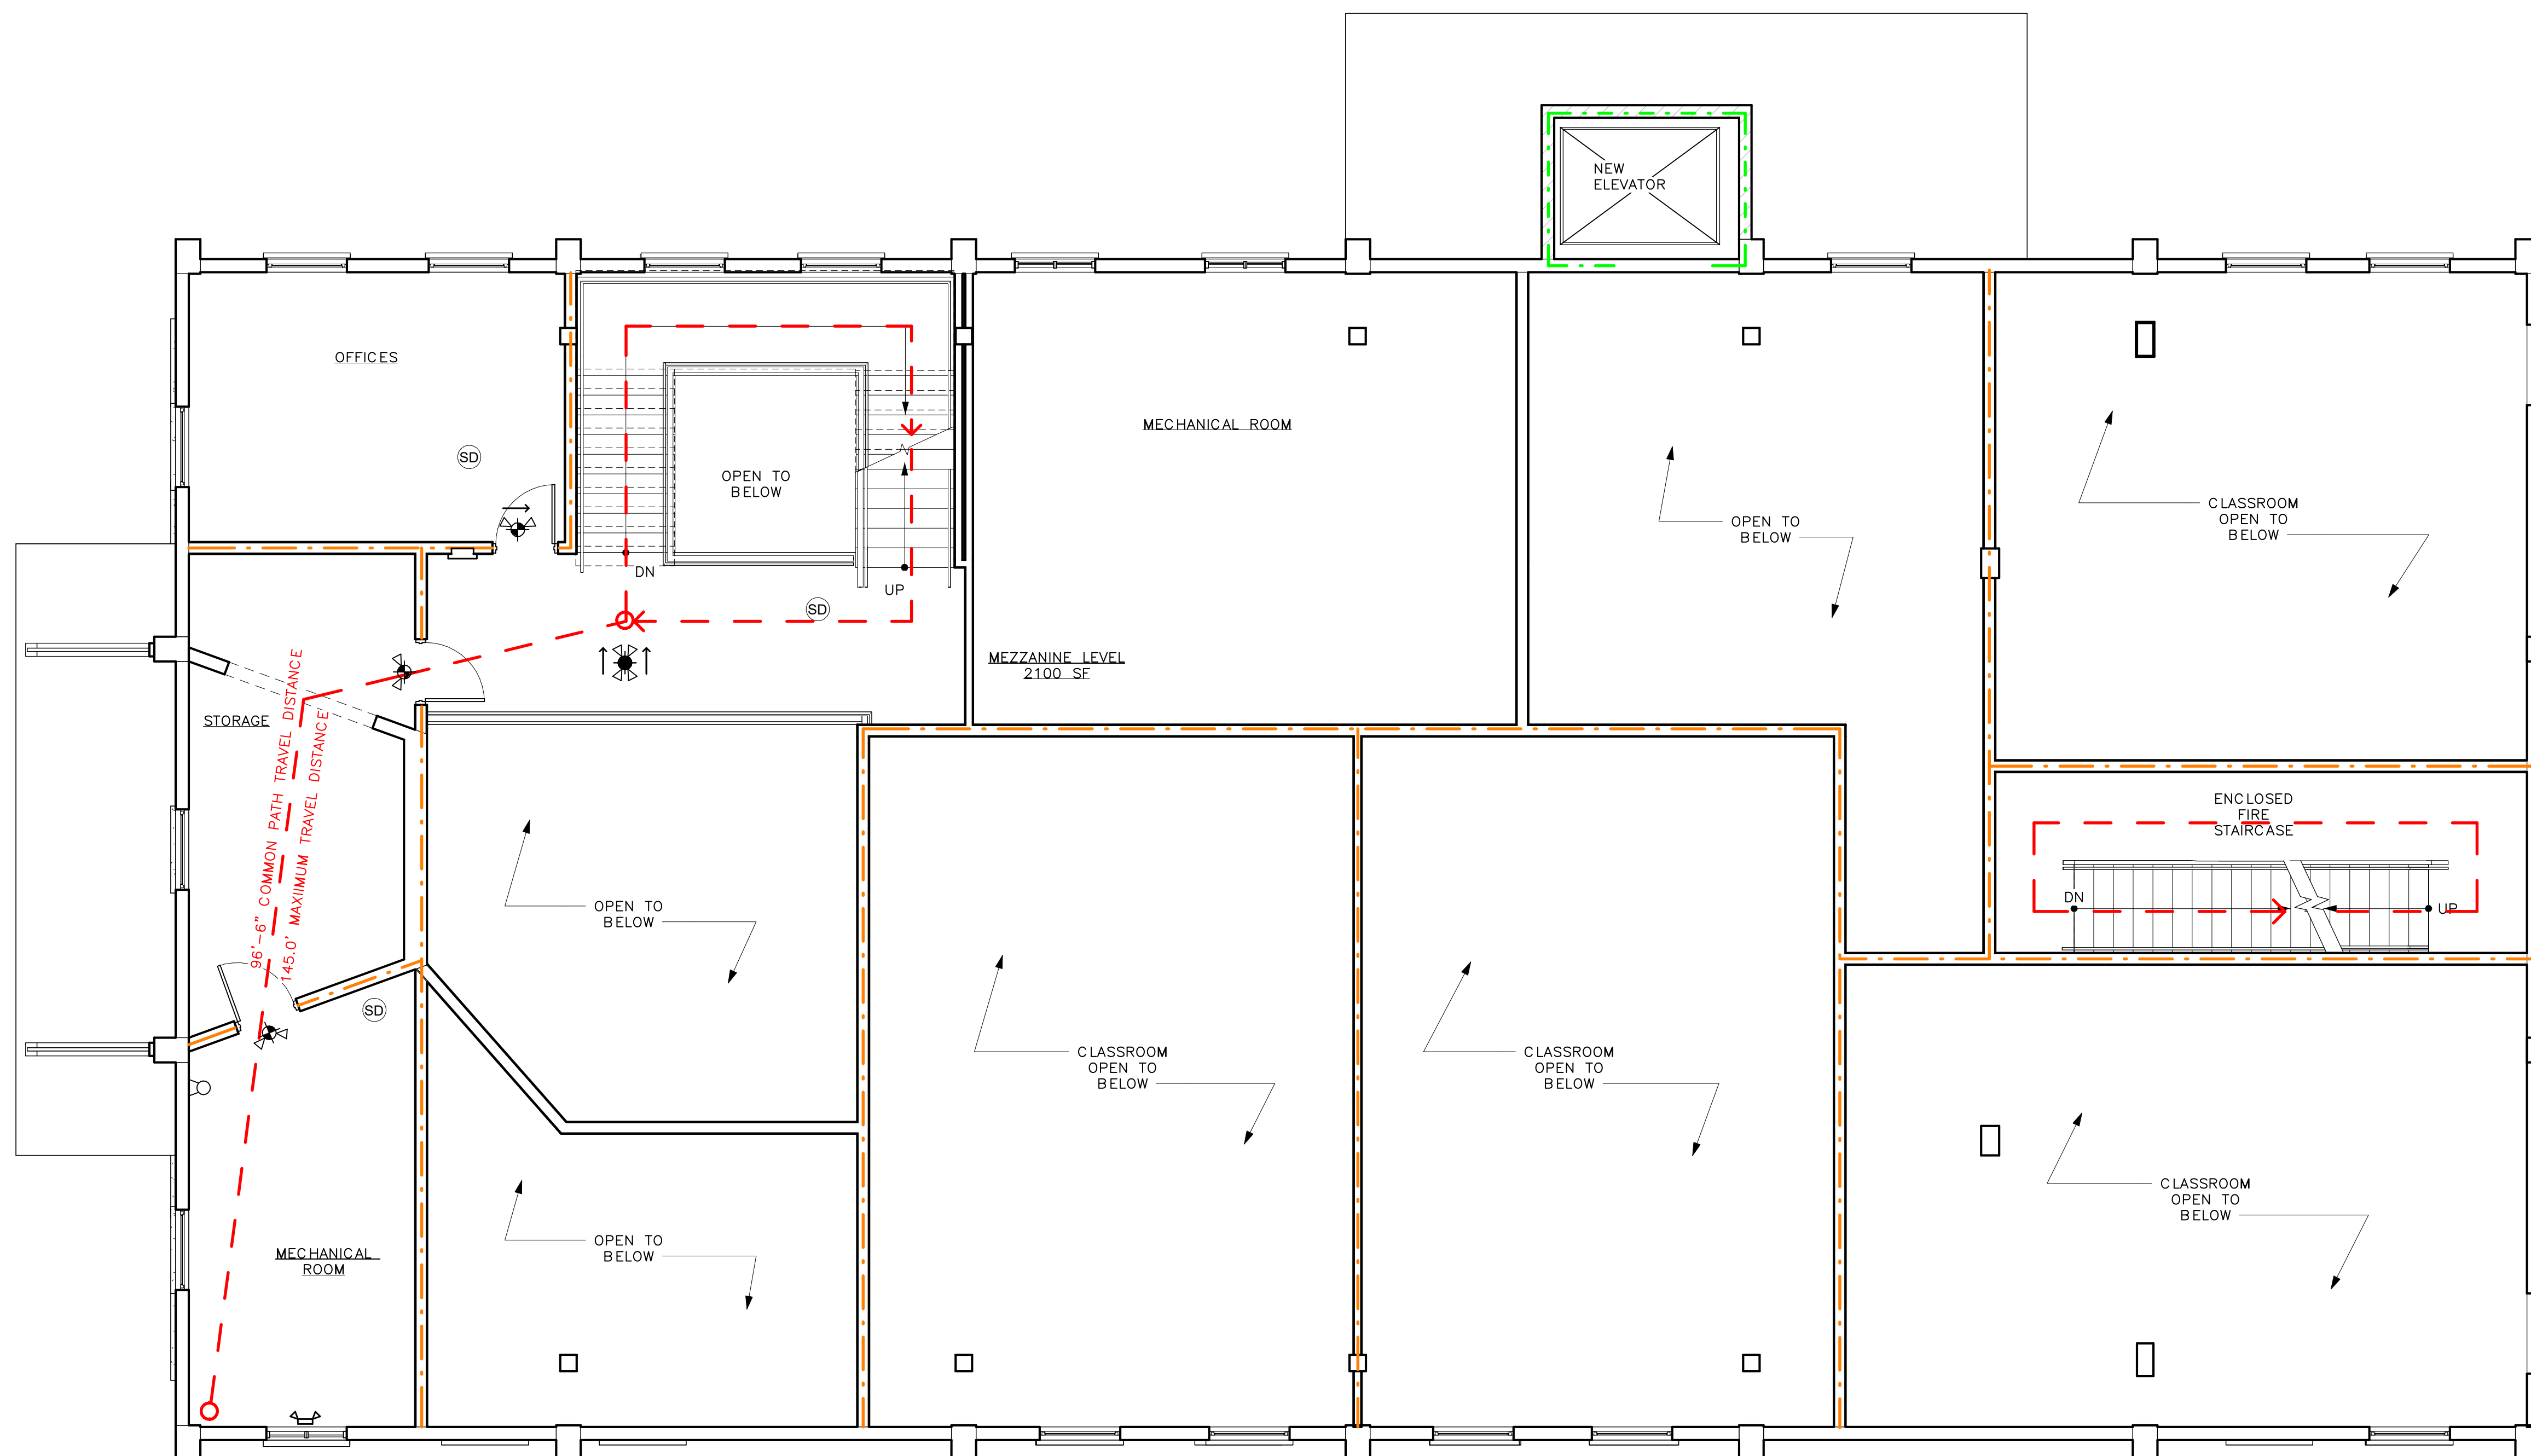 NEW
ELEVATOR
OFFICES
SD
OPEN TO
BELOW
MECHANICAL ROOM
OPEN TO
BELOW
CLASSROOM
OPEN TO
BELOW
DN
UP
SD
MEZZANINE LEVEL
2100 SF
STORAGE
96'-6" COMMON PATH TRAVEL DISTANCE
145.0' MAXIIMUM TRAVEL DISTANCE
ENCLOSED
FIRE
STAIRCASE
DN
UP
OPEN TO
BELOW
SD
CLASSROOM
OPEN TO
BELOW
CLASSROOM
OPEN TO
BELOW
CLASSROOM
OPEN TO
BELOW
OPEN TO
BELOW
MECHANICAL
ROOM